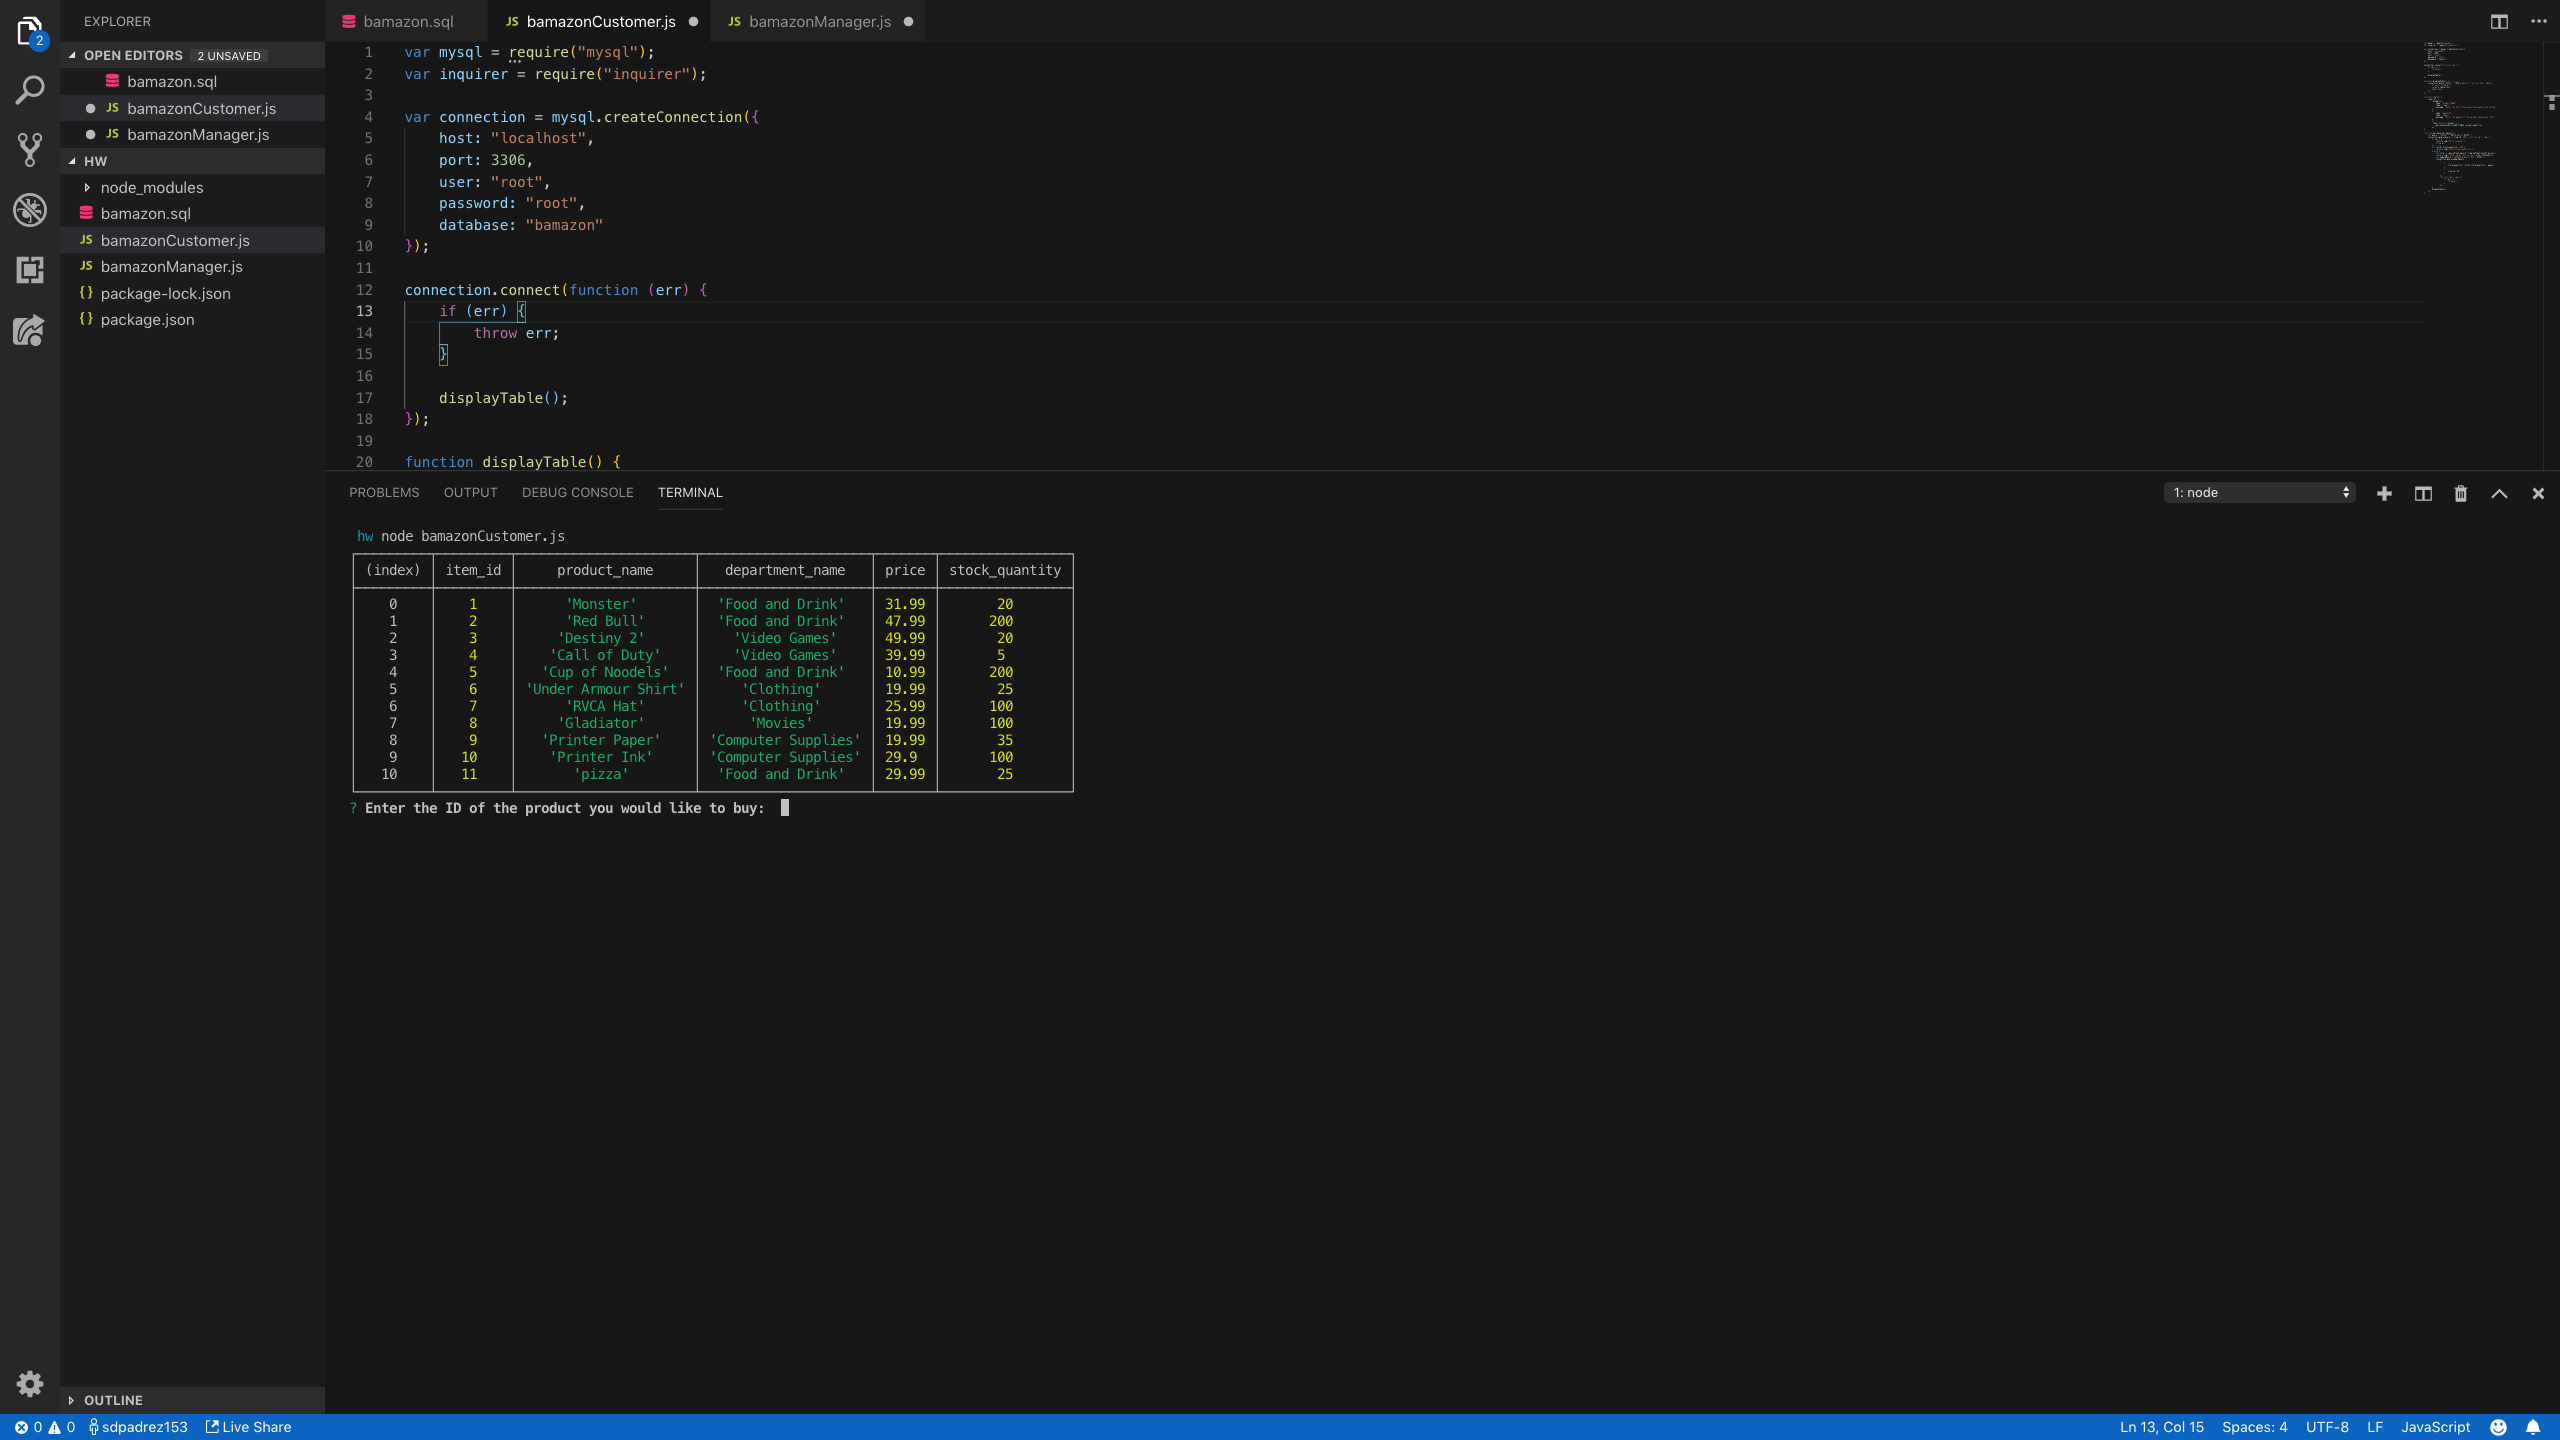 EXPLORER
OPEN EDITORS 2 UNSAVED
bamazon.sql
JS bamazonCustomer.js
JS bamazonManager.js
HW
node_modules
bamazon.sql
JS bamazonCustomer.js
JS bamazonManager.js
{} package-lock.json
{} package.json
OUTLINE
2
bamazon.sql JS bamazonCustomer.js JS bamazonManager.js
1 var mysql = require("mysql");
2 var inquirer = require("inquirer");
3
4 var connection = mysql.createConnection({
5 host: "localhost",
6 port: 3306,
7 user: "root",
8 password: "root",
9 database: "bamazon"
10 });
11
12 connection.connect(function (err) {
13 if (err) {
14 throw err;
15 }
16
17 displayTable();
18 });
19
20 function displayTable() {
PROBLEMS OUTPUT DEBUG CONSOLE TERMINAL 1: node
hw node bamazonCustomer.js
(index) item_id product_name department_name price stock_quantity
0 1 'Monster' 'Food and Drink' 31.99 20
1 2 'Red Bull' 'Food and Drink' 47.99 200
2 3 'Destiny 2' 'Video Games' 49.99 20
3 4 'Call of Duty' 'Video Games' 39.99 5
4 5 'Cup of Noodels' 'Food and Drink' 10.99 200
5 6 'Under Armour Shirt' 'Clothing' 19.99 25
6 7 'RVCA Hat' 'Clothing' 25.99 100
7 8 'Gladiator' 'Movies' 19.99 100
8 9 'Printer Paper' 'Computer Supplies' 19.99 35
9 10 'Printer Ink' 'Computer Supplies' 29.9 100
10 11 'pizza' 'Food and Drink' 29.99 25
? Enter the ID of the product you would like to buy:
0 0 sdpadrez153 Live Share Ln 13, Col 15 Spaces: 4 UTF-8 LF JavaScript